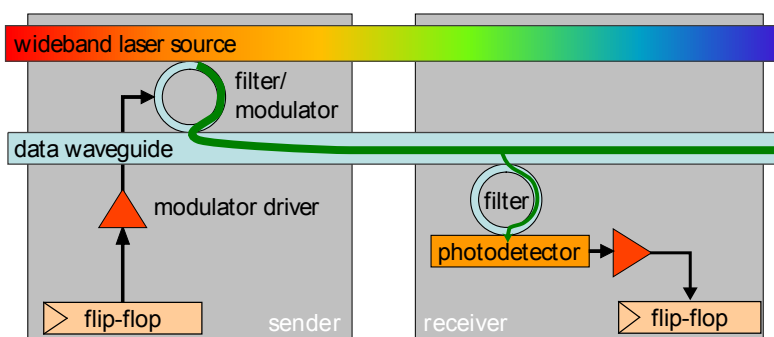 wideband laser source
filter/
modulator
data waveguide
filter
modulator driver
photodetector
flip-flop
sender
receiver
flip-flop